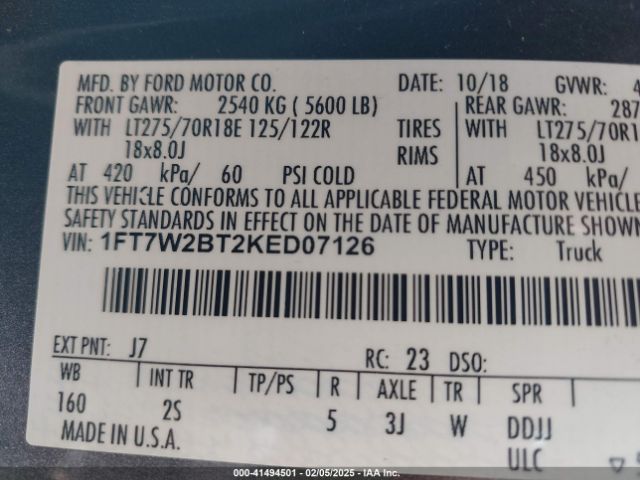 MFD. BY FORD MOTOR CO. DATE: 10/18 GVWR: 4
FRONT GAWR: 2540 KG ( 5600 LB) REAR GAWR: 287
WITH LT275/70R18E 125/122R TIRES WITH LT275/70R1
18x8.0J RIMS 18x8.0J
AT 420 kPa/ 60 PSI COLD AT 450 kPa/
THIS VEHICLE CONFORMS TO ALL APPLICABLE FEDERAL MOTOR VEHICLE
SAFETY STANDARDS IN EFFECT ON THE DATE OF MANUFACTURE SHOWN
VIN: 1FT7W2BT2KED07126 TYPE: Truck
EXT PNT: J7 RC: 23 DSO:
WB INT TR TP/PS R AXLE TR SPR
160 2S 5 3J W DDJJ
MADE IN U.S.A. ULC
000-41494501 - 02/05/2025 - IAA Inc.